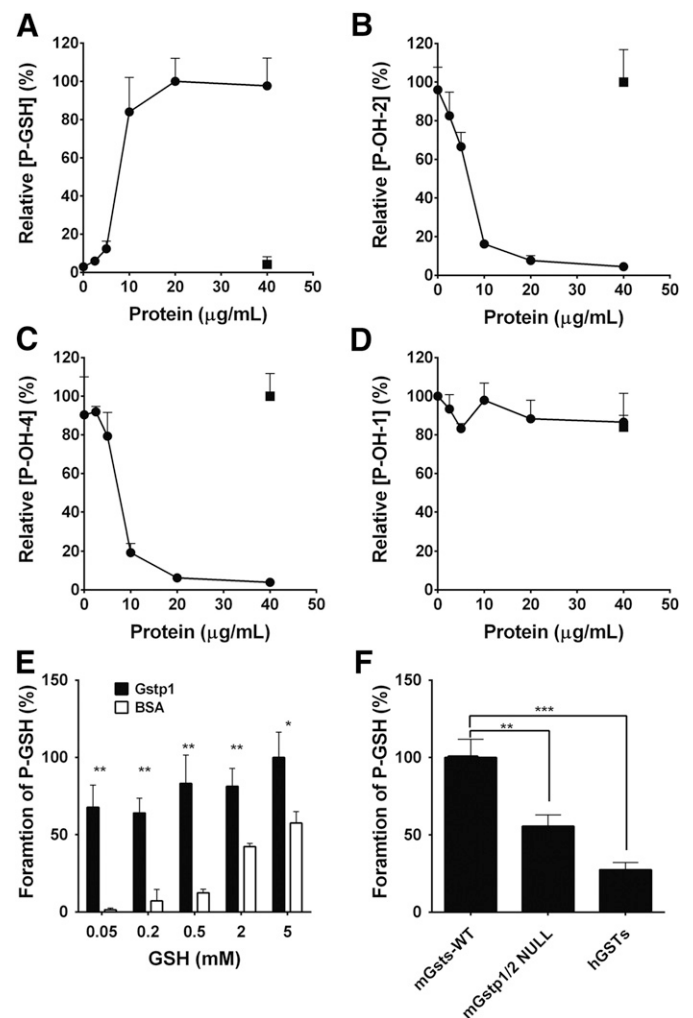 A
Relative [P-GSH] (%)
120
100
80
60
40
20
0
0 10 20 30 40 50
Protein (μg/mL)
B
Relative [P-OH-2] (%)
120
100
80
60
40
20
0
0 10 20 30 40 50
Protein (μg/mL)
C
Relative [P-OH-4] (%)
120
100
80
60
40
20
0
0 10 20 30 40 50
Protein (μg/mL)
D
Relative [P-OH-1] (%)
120
100
80
60
40
20
0
0 10 20 30 40 50
Protein (μg/mL)
E
Foramtion of P-GSH (%)
150
100
50
0
Gstp1
BSA
** ** ** ** *
0.05 0.2 0.5 2 5
GSH (mM)
F
Foramtion of P-GSH (%)
150
100
50
0
***
**
mGsts-WT
mGstp1/2 NULL
hGSTs